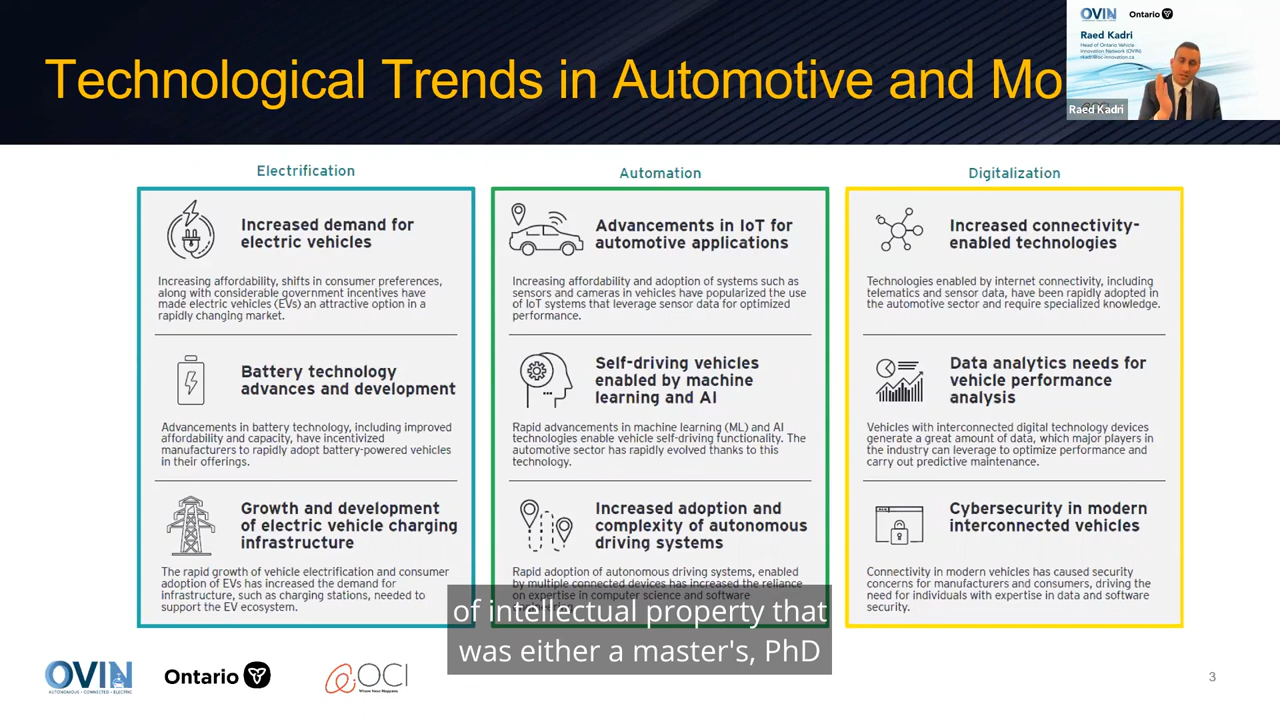 Technological Trends in Automotive and Mo
OVIN Ontario
Raed Kadri
Head of Ontario Vehicle
Innovation Network (OVIN)
rkadri@oc-innovation.ca
Raed Kadri
Electrification
Increased demand for
electric vehicles
Increasing affordability, shifts in consumer preferences,
along with considerable government incentives have
made electric vehicles (EVs) an attractive option in a
rapidly changing market.
Battery technology
advances and development
Advancements in battery technology, including improved
affordability and capacity, have incentivized
manufacturers to rapidly adopt battery-powered vehicles
in their offerings.
Growth and development
of electric vehicle charging
infrastructure
The rapid growth of vehicle electrification and consumer
adoption of EVs has increased the demand for
infrastructure, such as charging stations, needed to
support the EV ecosystem.
Automation
Advancements in IoT for
automotive applications
Increasing affordability and adoption of systems such as
sensors and cameras in vehicles have popularized the use
of IoT systems that leverage sensor data for optimized
performance.
Self-driving vehicles
enabled by machine
learning and AI
Rapid advancements in machine learning (ML) and AI
technologies enable vehicle self-driving functionality. The
automotive sector has rapidly evolved thanks to this
technology.
Increased adoption and
complexity of autonomous
driving systems
Rapid adoption of autonomous driving systems, enabled
by multiple connected devices has increased the reliance
on expertise in computer science and software
Digitalization
Increased connectivity-
enabled technologies
Technologies enabled by internet connectivity, including
telematics and sensor data, have been rapidly adopted in
the automotive sector and require specialized knowledge.
Data analytics needs for
vehicle performance
analysis
Vehicles with interconnected digital technology devices
generate a great amount of data, which major players in
the industry can leverage to optimize performance and
carry out predictive maintenance.
Cybersecurity in modern
interconnected vehicles
Connectivity in modern vehicles has caused security
concerns for manufacturers and consumers, driving the
need for individuals with expertise in data and software
security.
of intellectual property that
was either a master's, PhD
OVIN
AUTONOMOUS • CONNECTED • ELECTRIC
Ontario
OCI
Where Next Happens
3